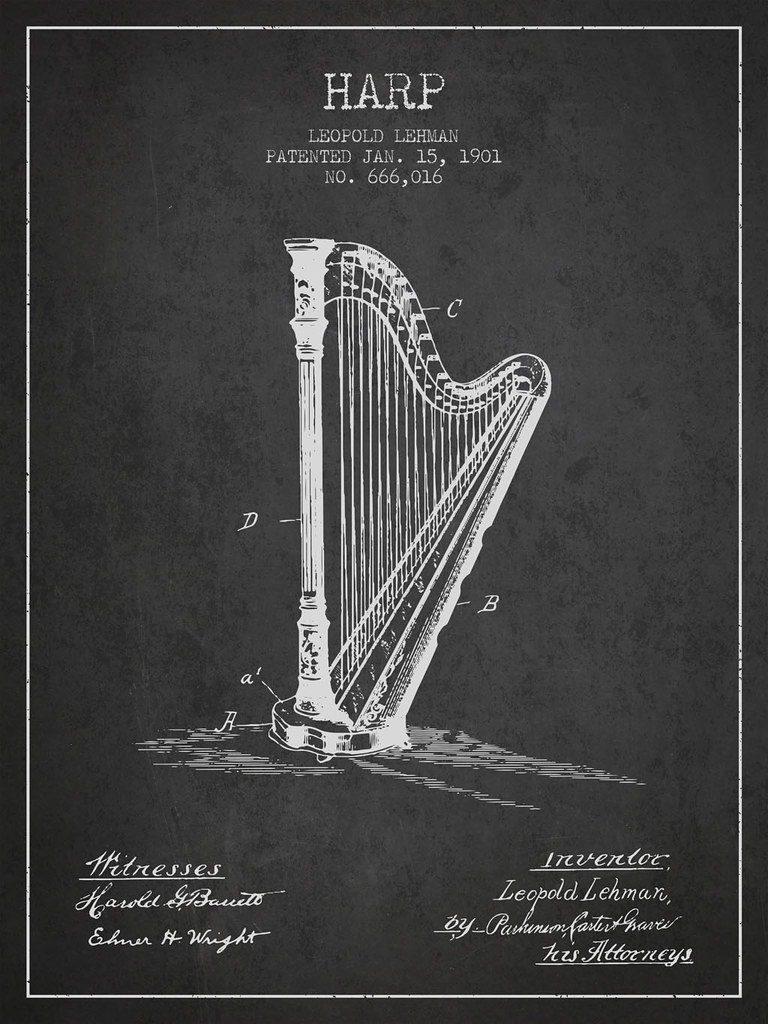 HARP
LEOPOLD LEHMAN
PATENTED JAN. 15, 1901
NO. 666,016
C
D
B
a'
A
Witnesses
Harold G. Barrett
Elmer H. Wright
Inventor,
Leopold Lehman,
by Parkinson, Carter & Graves
his Attorneys.